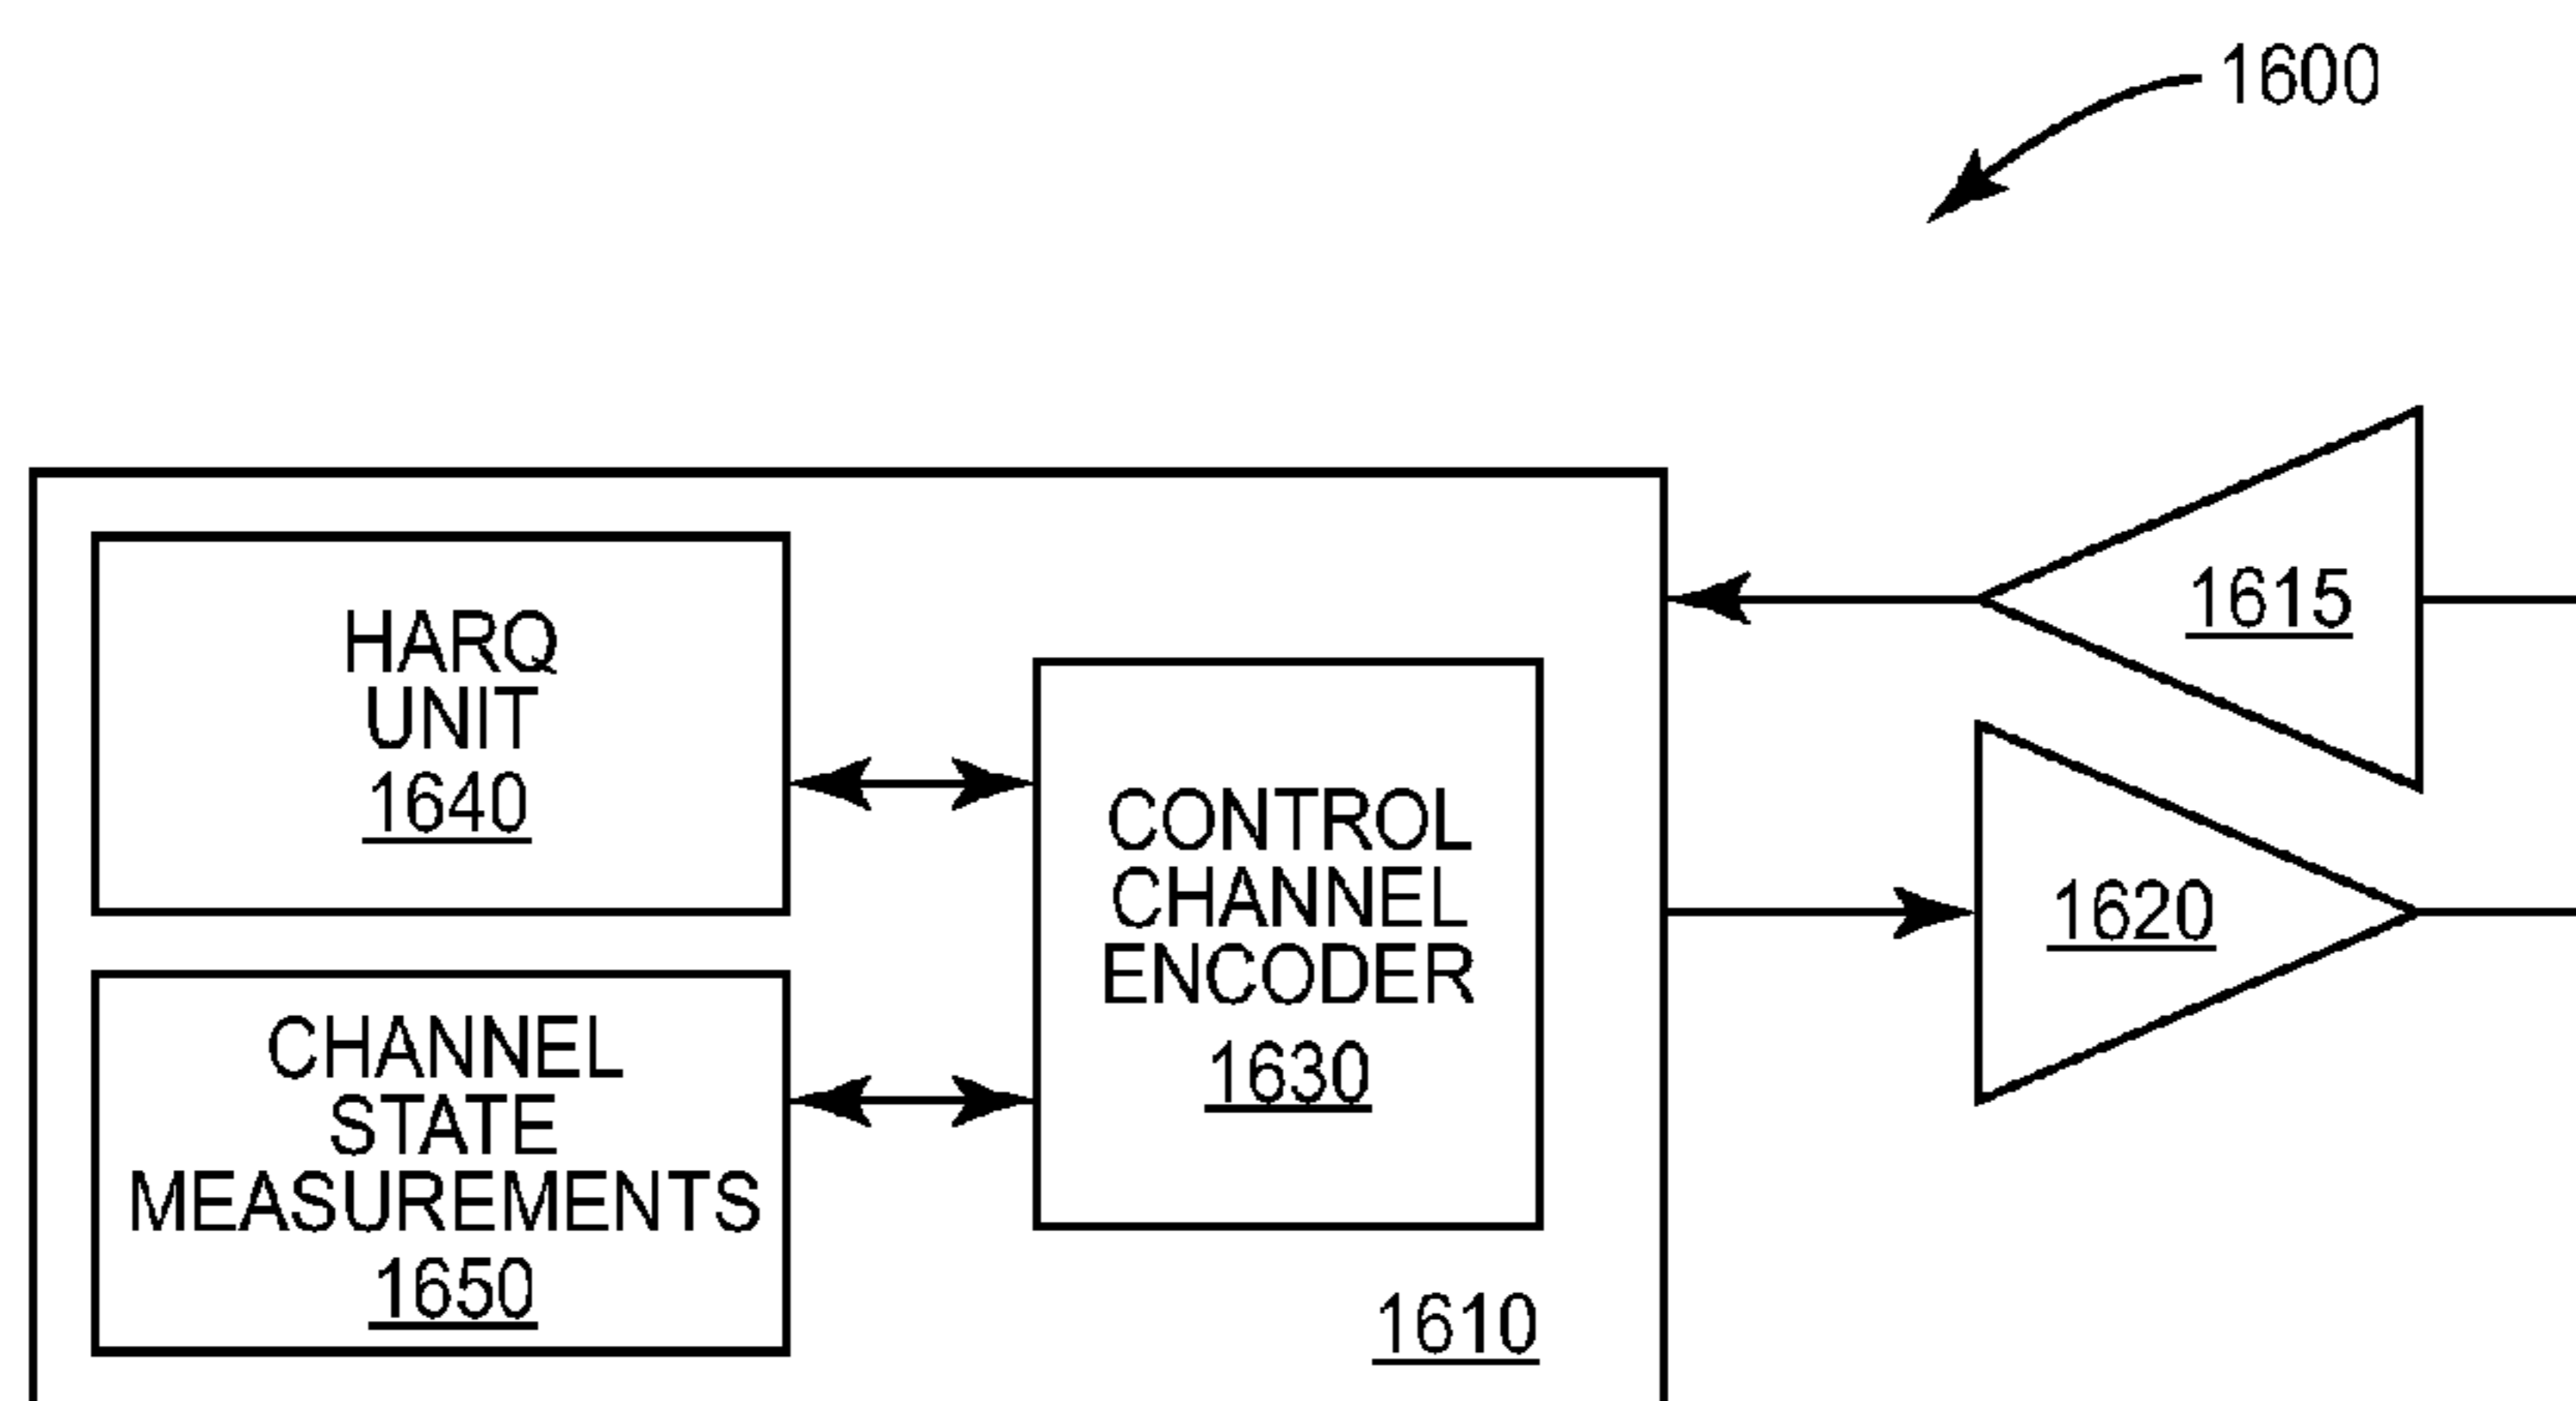 1600
HARQ
UNIT
1640
CHANNEL
STATE
MEASUREMENTS
1650
CONTROL
CHANNEL
ENCODER
1630
1610
1615
1620